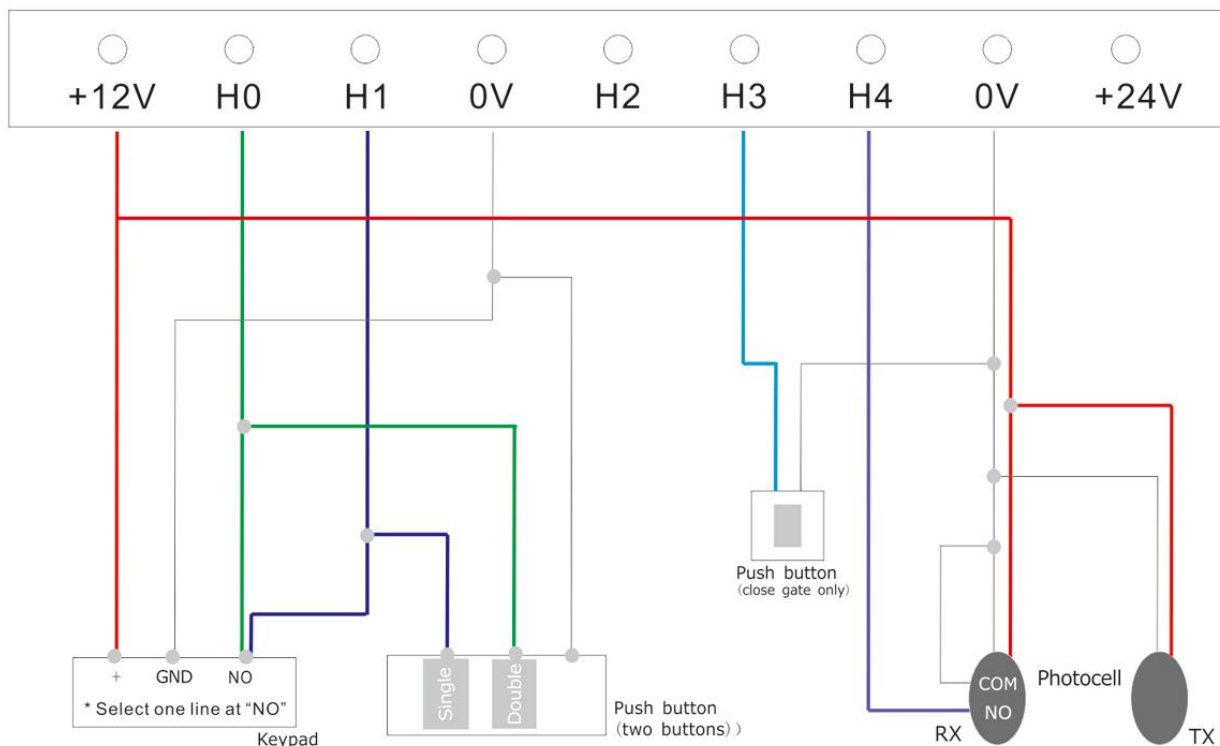 +12V H0 H1 0V H2 H3 H4 0V +24V
Push button
(close gate only)
+ GND NO
* Select one line at “NO”
Keypad
Single
Double
Push button
(two buttons) )
COM
NO
RX
Photocell
TX